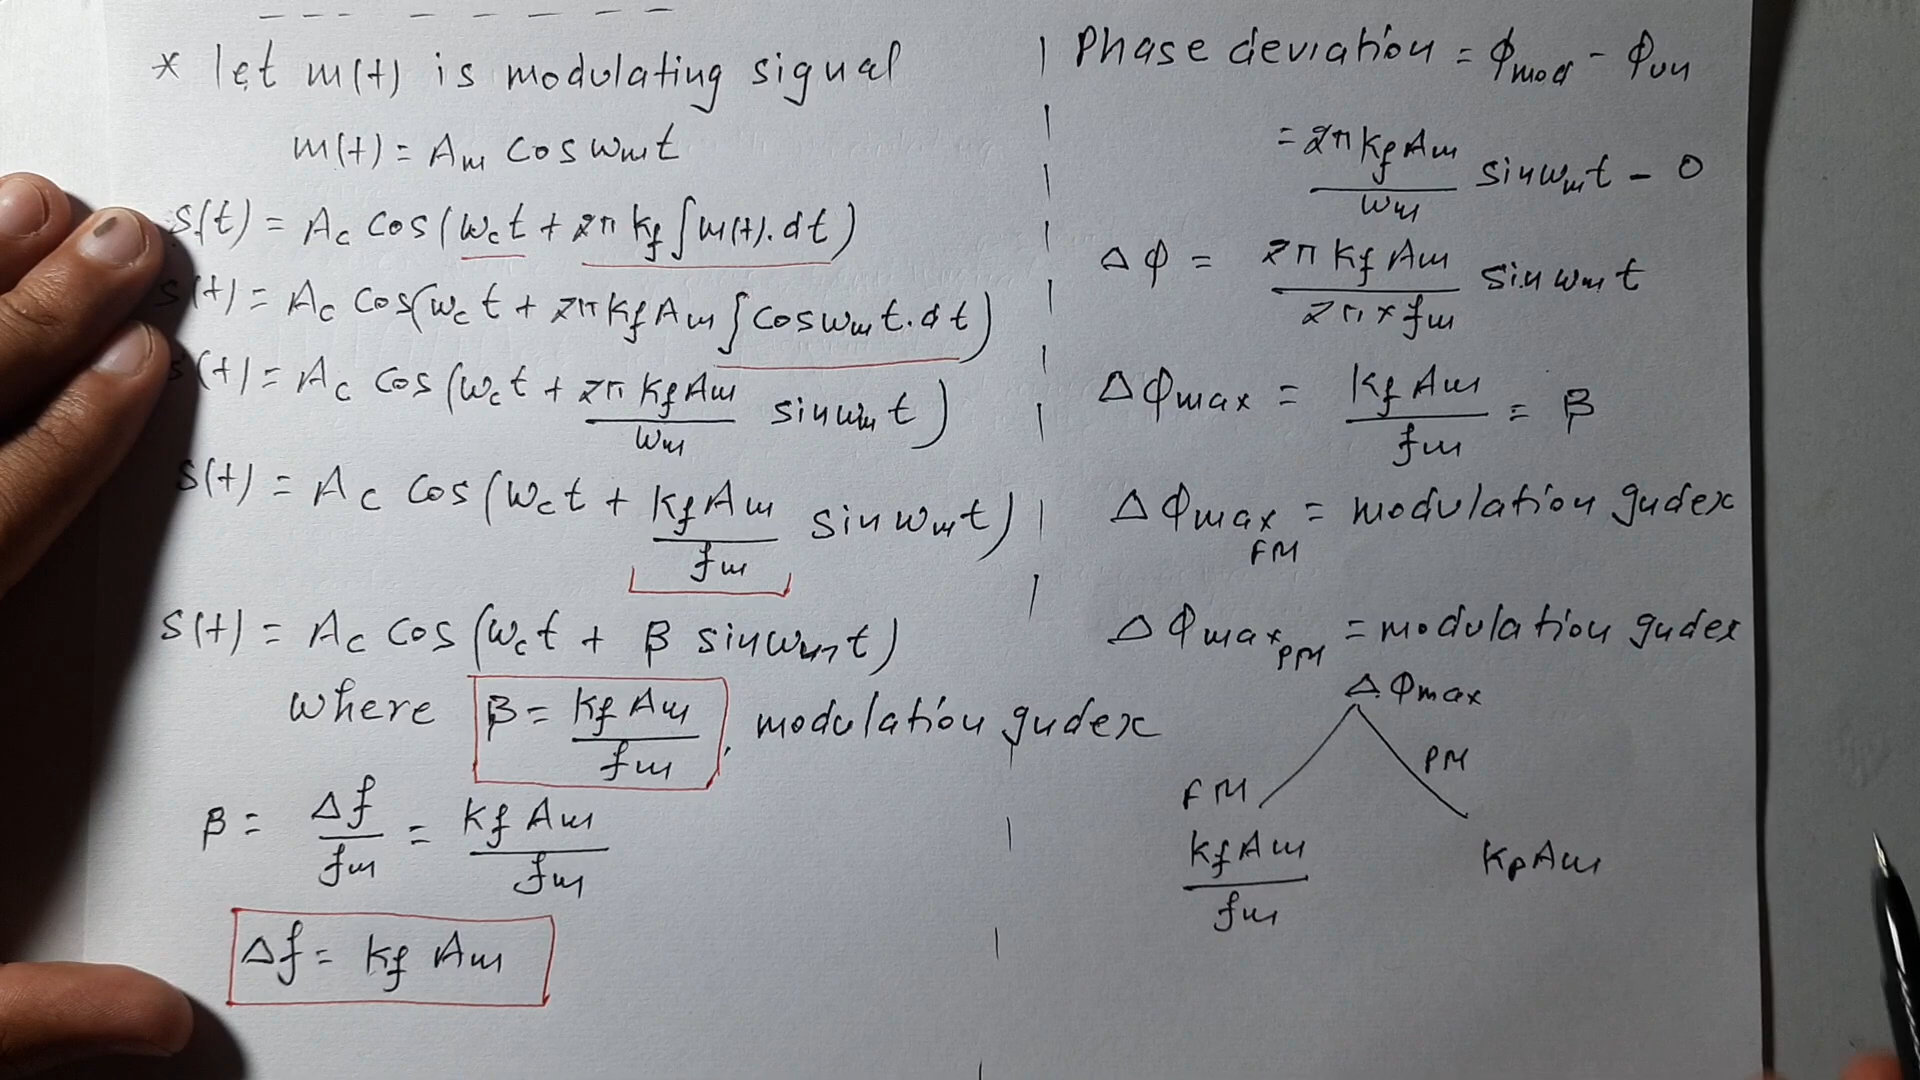 * let m(t) is modulating signal
m(t) = Am cos wmt
s(t) = Ac cos (wct + 2π kf ∫m(t).dt)
s(t) = Ac cos(wct + 2π kf Am ∫cos wmt.dt)
s(t) = Ac cos (wct + 2π kf Am / wm sin wmt)
s(t) = Ac cos (wct + kf Am / fm sin wmt)
s(t) = Ac cos (wct + β sin wmt)
where β = kf Am / fm, modulation index
β = Δf / fm = kf Am / fm
Δf = kf Am
Phase deviation = ϕmod - ϕun
= 2π kf Am / wm sin wmt - 0
Δϕ = 2π kf Am / 2π × fm sin wmt
Δϕmax = kf Am / fm = β
Δϕmax FM = modulation index
Δϕmax PM = modulation index
Δϕmax
FM PM
kf Am / fm kp Am